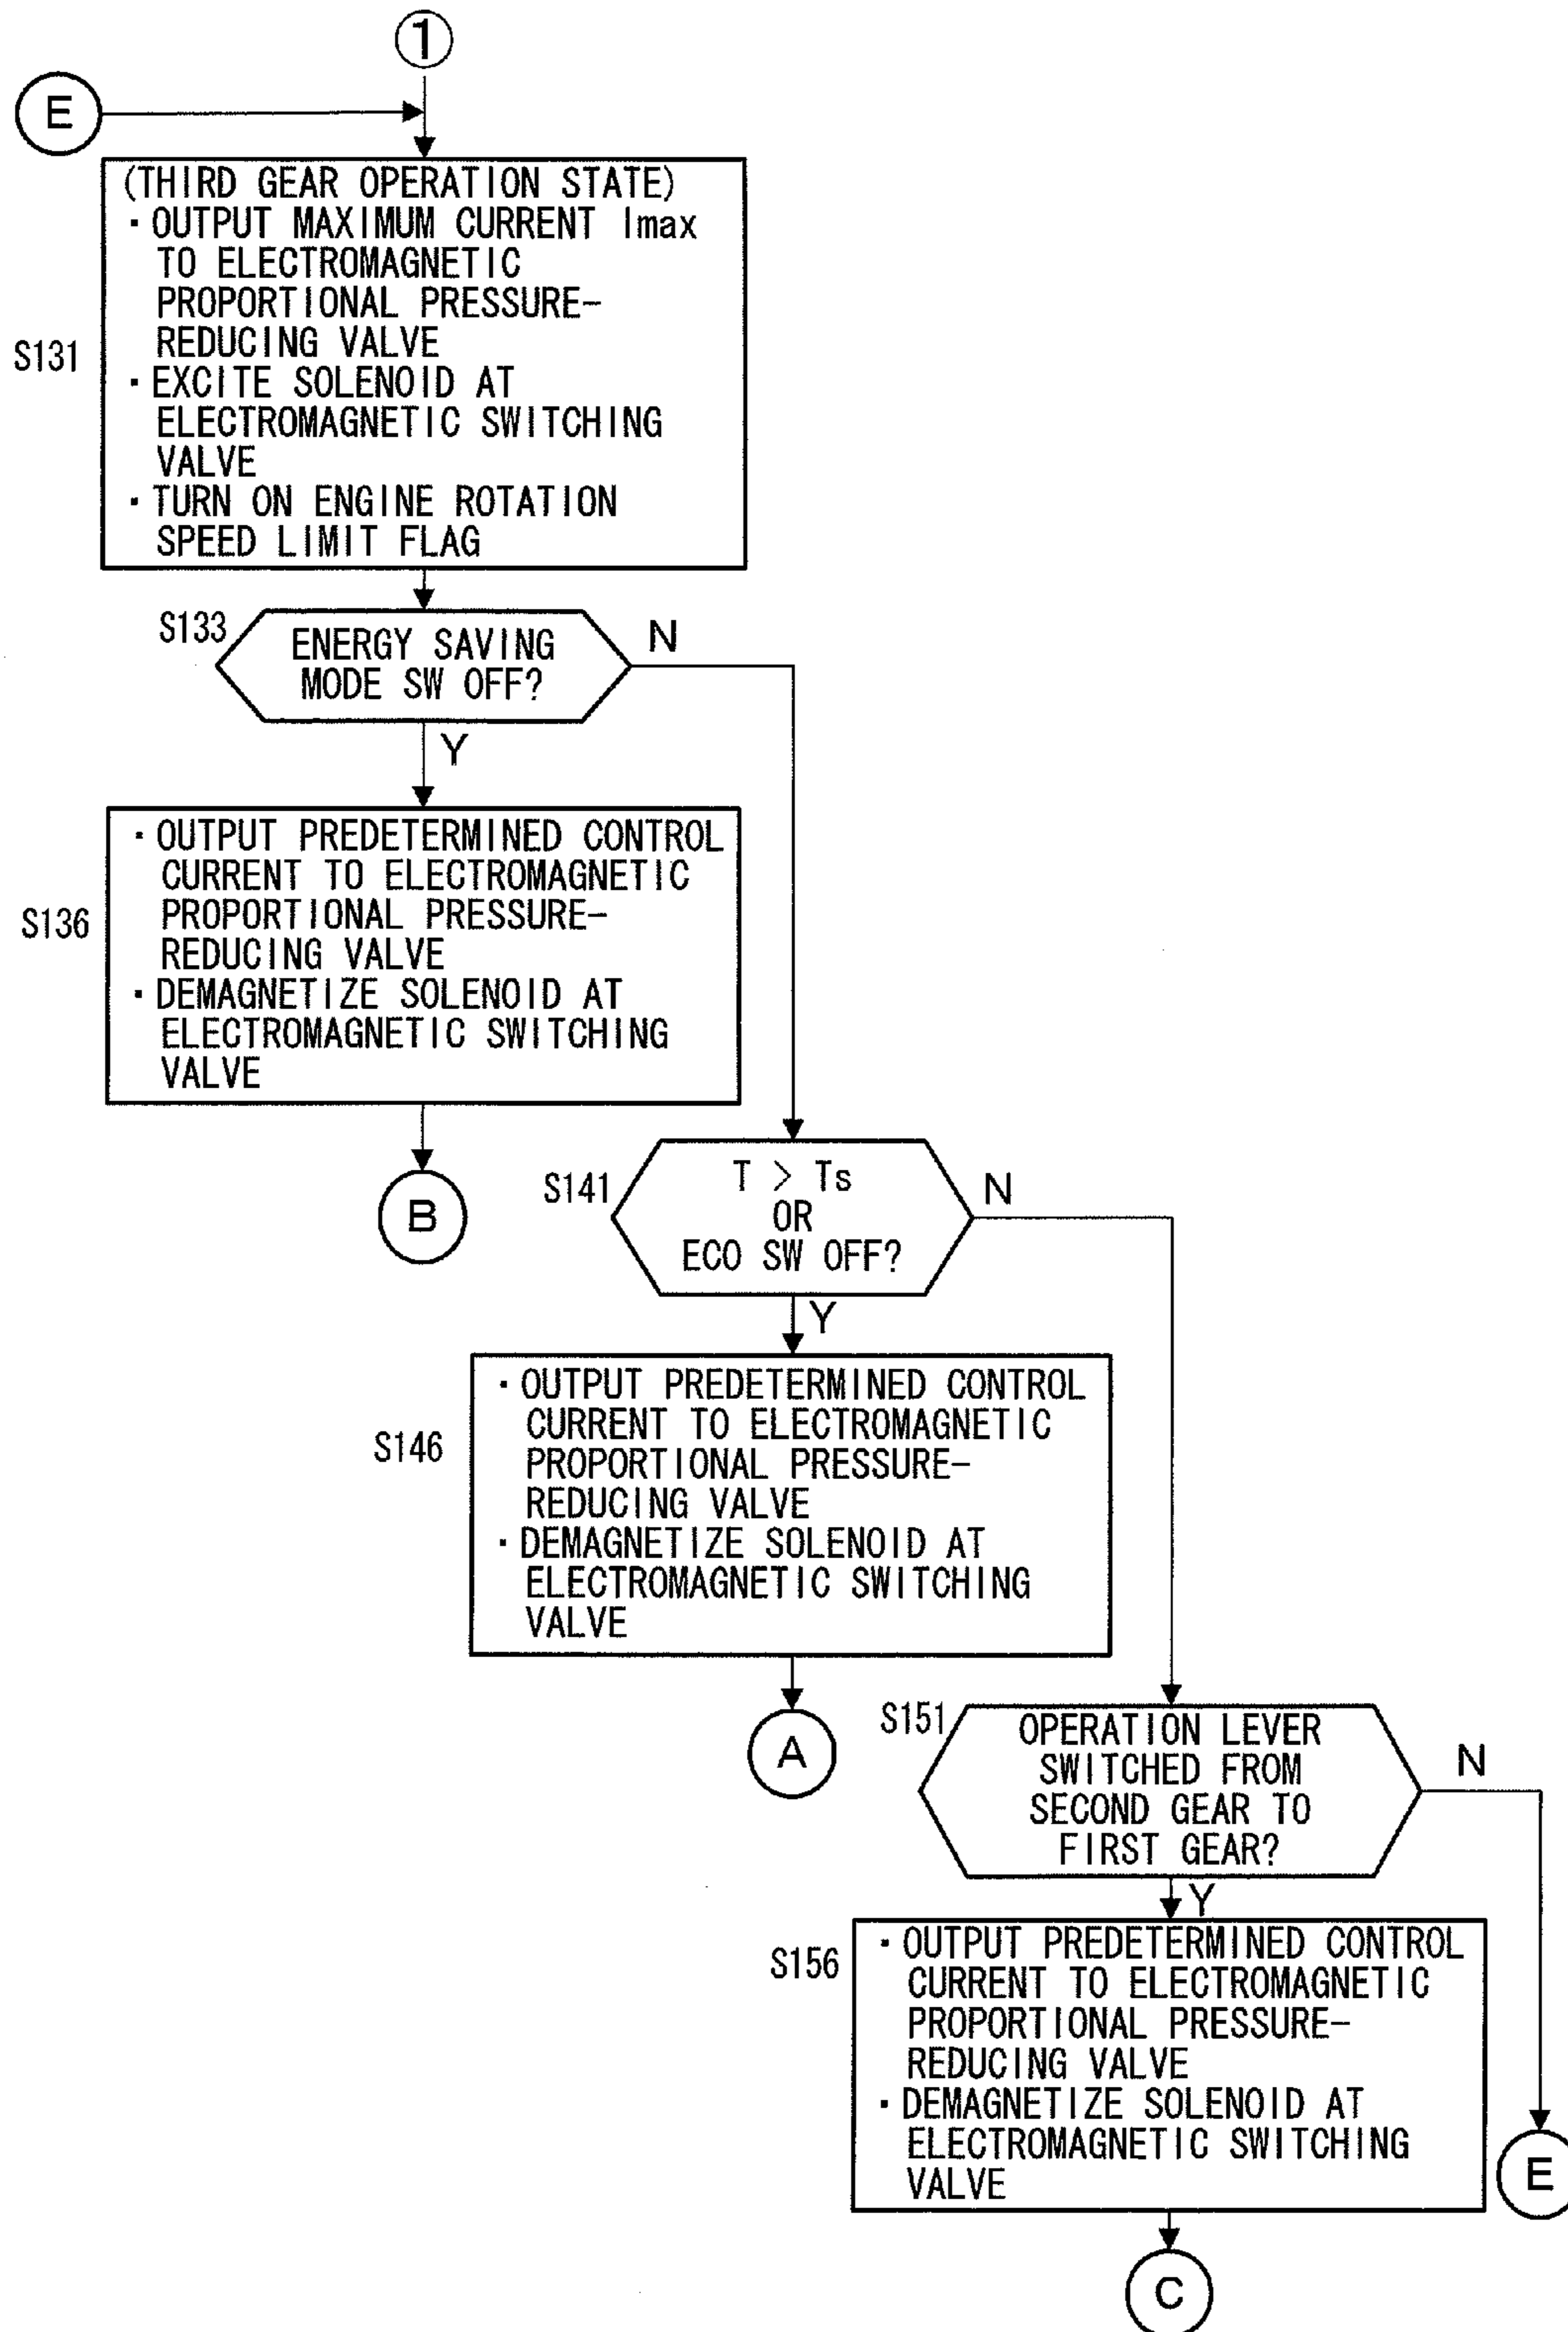 ①
E
(THIRD GEAR OPERATION STATE)
・OUTPUT MAXIMUM CURRENT Imax
TO ELECTROMAGNETIC
PROPORTIONAL PRESSURE-
REDUCING VALVE
・EXCITE SOLENOID AT
ELECTROMAGNETIC SWITCHING
VALVE
・TURN ON ENGINE ROTATION
SPEED LIMIT FLAG
S131
S133
ENERGY SAVING
MODE SW OFF?
N
Y
・OUTPUT PREDETERMINED CONTROL
CURRENT TO ELECTROMAGNETIC
PROPORTIONAL PRESSURE-
REDUCING VALVE
・DEMAGNETIZE SOLENOID AT
ELECTROMAGNETIC SWITCHING
VALVE
S136
B
S141
T > Ts
OR
ECO SW OFF?
N
Y
・OUTPUT PREDETERMINED CONTROL
CURRENT TO ELECTROMAGNETIC
PROPORTIONAL PRESSURE-
REDUCING VALVE
・DEMAGNETIZE SOLENOID AT
ELECTROMAGNETIC SWITCHING
VALVE
S146
A
S151
OPERATION LEVER
SWITCHED FROM
SECOND GEAR TO
FIRST GEAR?
N
Y
S156
・OUTPUT PREDETERMINED CONTROL
CURRENT TO ELECTROMAGNETIC
PROPORTIONAL PRESSURE-
REDUCING VALVE
・DEMAGNETIZE SOLENOID AT
ELECTROMAGNETIC SWITCHING
VALVE
E
C